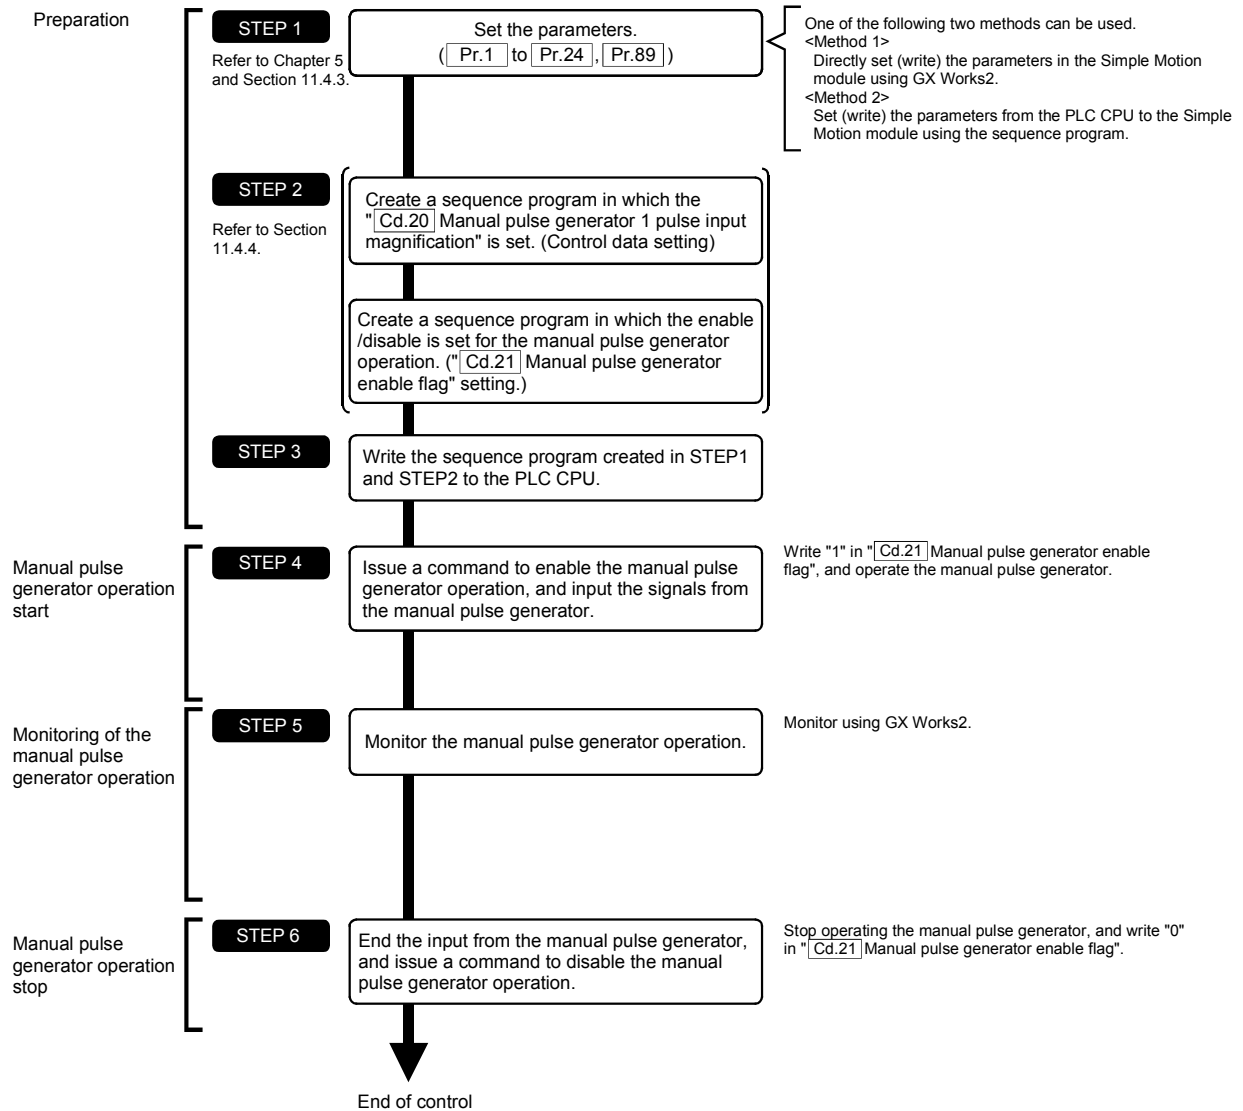 Preparation
STEP 1
Refer to Chapter 5
and Section 11.4.3.
Set the parameters.
( Pr.1 to Pr.24 , Pr.89 )
One of the following two methods can be used.
<Method 1>
Directly set (write) the parameters in the Simple Motion
module using GX Works2.
<Method 2>
Set (write) the parameters from the PLC CPU to the Simple
Motion module using the sequence program.
STEP 2
Refer to Section
11.4.4.
Create a sequence program in which the
" Cd.20 Manual pulse generator 1 pulse input
magnification" is set. (Control data setting)
Create a sequence program in which the enable
/disable is set for the manual pulse generator
operation. (" Cd.21 Manual pulse generator
enable flag" setting.)
STEP 3
Write the sequence program created in STEP1
and STEP2 to the PLC CPU.
Manual pulse
generator operation
start
STEP 4
Issue a command to enable the manual pulse
generator operation, and input the signals from
the manual pulse generator.
Write "1" in " Cd.21 Manual pulse generator enable
flag", and operate the manual pulse generator.
Monitoring of the
manual pulse
generator operation
STEP 5
Monitor the manual pulse generator operation.
Monitor using GX Works2.
Manual pulse
generator operation
stop
STEP 6
End the input from the manual pulse generator,
and issue a command to disable the manual
pulse generator operation.
Stop operating the manual pulse generator, and write "0"
in " Cd.21 Manual pulse generator enable flag".
End of control